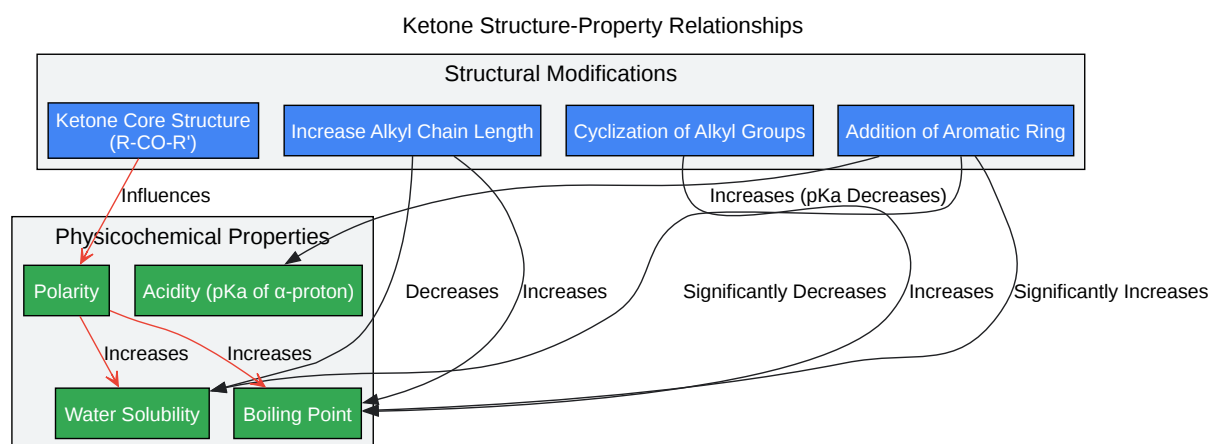 Ketone Structure-Property Relationships
Structural Modifications
Ketone Core Structure
(R-CO-R')
Increase Alkyl Chain Length
Cyclization of Alkyl Groups
Addition of Aromatic Ring
Influences
Increases (pKa Decreases)
Physicochemical Properties
Polarity
Acidity (pKa of α-proton)
Decreases
Increases
Significantly Decreases
Increases
Significantly Increases
Increases
Increases
Water Solubility
Boiling Point